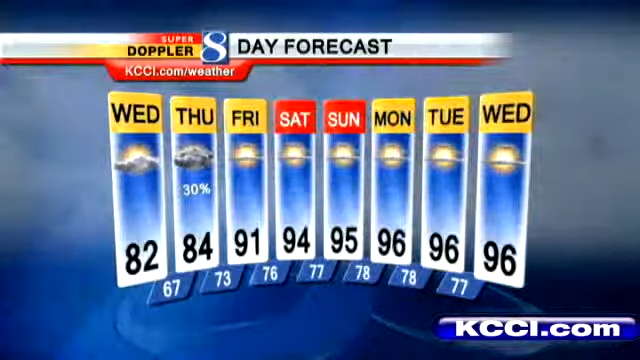 SUPER
DOPPLER 8 DAY FORECAST
KCCI.com/weather
WED THU FRI SAT SUN MON TUE WED
30%
82 84 91 94 95 96 96 96
67 73 76 77 78 78 77
KCCI.com